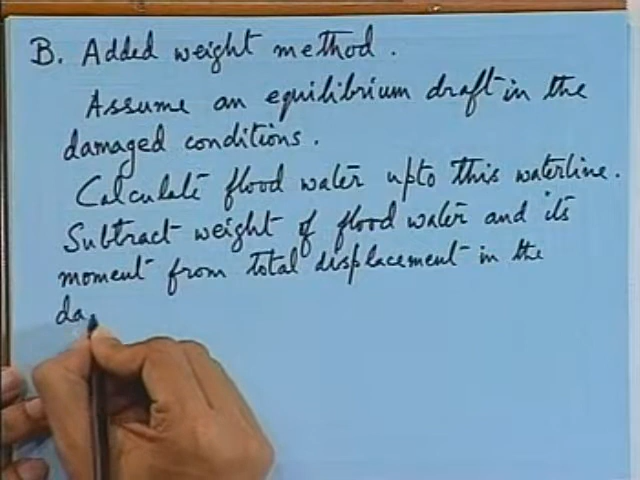 B. Added weight method.
Assume an equilibrium draft in the
damaged conditions.
Calculate flood water upto this waterline.
Subtract weight of flood water and its
moment from total displacement in the
da